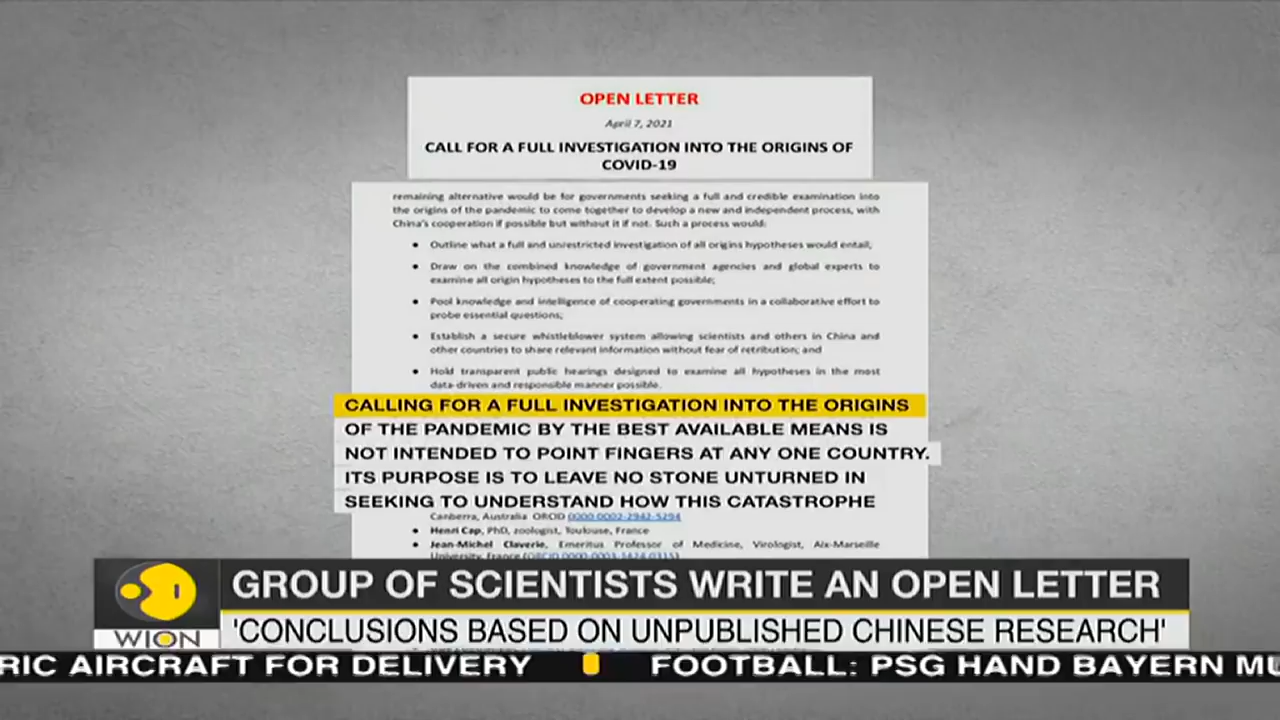 OPEN LETTER
April 7, 2021
CALL FOR A FULL INVESTIGATION INTO THE ORIGINS OF
COVID-19
remaining alternative would be for governments seeking a full and credible examination into
the origins of the pandemic to come together to develop a new and independent process, with
China's cooperation if possible but without it if not. Such a process would:
• Outline what a full and unrestricted investigation of all origins hypotheses would entail;
• Draw on the combined knowledge of government agencies and global experts to
examine all origin hypotheses to the full extent possible;
• Pool knowledge and intelligence of cooperating governments in a collaborative effort to
probe essential questions;
• Establish a secure whistleblower system allowing scientists and others in China and
other countries to share relevant information without fear of retribution; and
• Hold transparent public hearings designed to examine all hypotheses in the most
data-driven and responsible manner possible.
CALLING FOR A FULL INVESTIGATION INTO THE ORIGINS
OF THE PANDEMIC BY THE BEST AVAILABLE MEANS IS
NOT INTENDED TO POINT FINGERS AT ANY ONE COUNTRY.
ITS PURPOSE IS TO LEAVE NO STONE UNTURNED IN
SEEKING TO UNDERSTAND HOW THIS CATASTROPHE
Canberra, Australia ORCID 0000-0002-2942-5294
• Henri Cap, PhD, zoologist, Toulouse, France
• Jean-Michel Claverie, Emeritus Professor of Medicine, Virologist, Aix-Marseille
University, France (ORCID 0000-0003-1424-0315)
GROUP OF SCIENTISTS WRITE AN OPEN LETTER
'CONCLUSIONS BASED ON UNPUBLISHED CHINESE RESEARCH'
WION
RIC AIRCRAFT FOR DELIVERY FOOTBALL: PSG HAND BAYERN MU